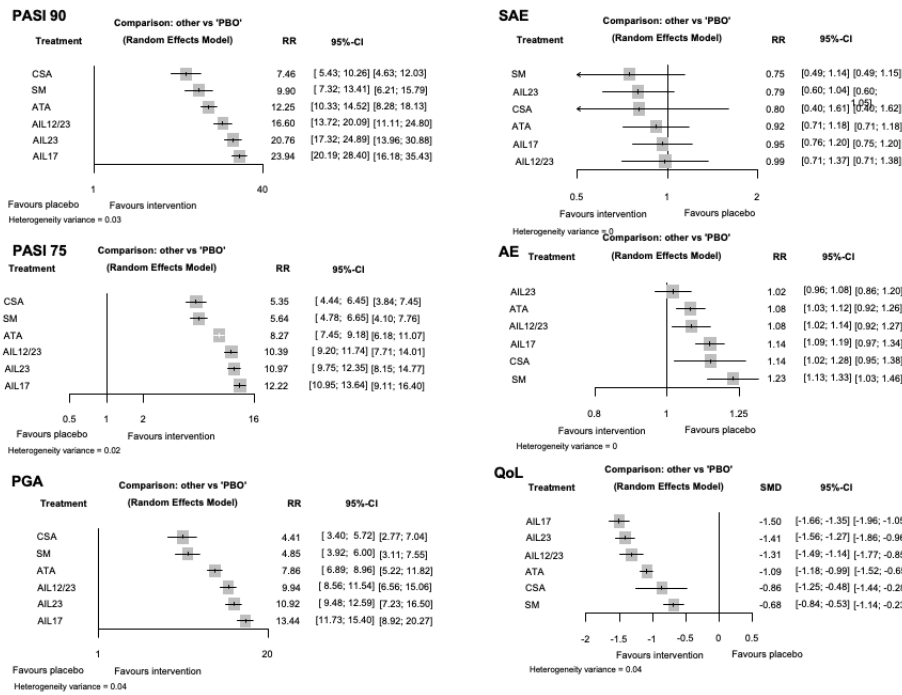 PASI 90
Comparison: other vs 'PBO'
Treatment (Random Effects Model) RR 95%-CI
CSA 7.46 [ 5.43; 10.26] [4.63; 12.03]
SM 9.90 [ 7.32; 13.41] [6.21; 15.79]
ATA 12.25 [10.33; 14.52] [8.28; 18.13]
AIL12/23 16.60 [13.72; 20.09] [11.11; 24.80]
AIL23 20.76 [17.32; 24.89] [13.96; 30.88]
AIL17 23.94 [20.19; 28.40] [16.18; 35.43]
1 40
Favours placebo Favours intervention
Heterogeneity variance = 0.03
PASI 75
Comparison: other vs 'PBO'
Treatment (Random Effects Model) RR 95%-CI
CSA 5.35 [ 4.44; 6.45] [3.84; 7.45]
SM 5.64 [ 4.78; 6.65] [4.10; 7.76]
ATA 8.27 [ 7.45; 9.18] [6.18; 11.07]
AIL12/23 10.39 [ 9.20; 11.74] [7.71; 14.01]
AIL23 10.97 [ 9.75; 12.35] [8.15; 14.77]
AIL17 12.22 [10.95; 13.64] [9.11; 16.40]
0.5 1 2 16
Favours placebo Favours intervention
Heterogeneity variance = 0.02
PGA
Comparison: other vs 'PBO'
Treatment (Random Effects Model) RR 95%-CI
CSA 4.41 [ 3.40; 5.72] [2.77; 7.04]
SM 4.85 [ 3.92; 6.00] [3.11; 7.55]
ATA 7.86 [ 6.89; 8.96] [5.22; 11.82]
AIL12/23 9.94 [ 8.56; 11.54] [6.56; 15.06]
AIL23 10.92 [ 9.48; 12.59] [7.23; 16.50]
AIL17 13.44 [11.73; 15.40] [8.92; 20.27]
1 20
Favours placebo Favours intervention
Heterogeneity variance = 0.04
SAE
Comparison: other vs 'PBO'
Treatment (Random Effects Model) RR 95%-CI
SM 0.75 [0.49; 1.14] [0.49; 1.15]
AIL23 0.79 [0.60; 1.04] [0.60;
1.05]
CSA 0.80 [0.40; 1.61] [0.40; 1.62]
ATA 0.92 [0.71; 1.18] [0.71; 1.18]
AIL17 0.95 [0.76; 1.20] [0.75; 1.20]
AIL12/23 0.99 [0.71; 1.37] [0.71; 1.38]
0.5 1 2
Favours intervention Favours placebo
Heterogeneity variance = 0
AE
Comparison: other vs 'PBO'
Treatment (Random Effects Model) RR 95%-CI
AIL23 1.02 [0.96; 1.08] [0.86; 1.20]
ATA 1.08 [1.03; 1.12] [0.92; 1.26]
AIL12/23 1.08 [1.02; 1.14] [0.92; 1.27]
AIL17 1.14 [1.09; 1.19] [0.97; 1.34]
CSA 1.14 [1.02; 1.28] [0.95; 1.38]
SM 1.23 [1.13; 1.33] [1.03; 1.46]
0.8 1 1.25
Favours intervention Favours placebo
Heterogeneity variance = 0
QoL
Comparison: other vs 'PBO'
Treatment (Random Effects Model) SMD 95%-CI
AIL17 -1.50 [-1.66; -1.35] [-1.96; -1.05
AIL23 -1.41 [-1.56; -1.27] [-1.86; -0.96
AIL12/23 -1.31 [-1.49; -1.14] [-1.77; -0.85
ATA -1.09 [-1.18; -0.99] [-1.52; -0.65
CSA -0.86 [-1.25; -0.48] [-1.44; -0.28
SM -0.68 [-0.84; -0.53] [-1.14; -0.23
-2 -1.5 -1 -0.5 0 0.5
Favours intervention Favours placebo
Heterogeneity variance = 0.04